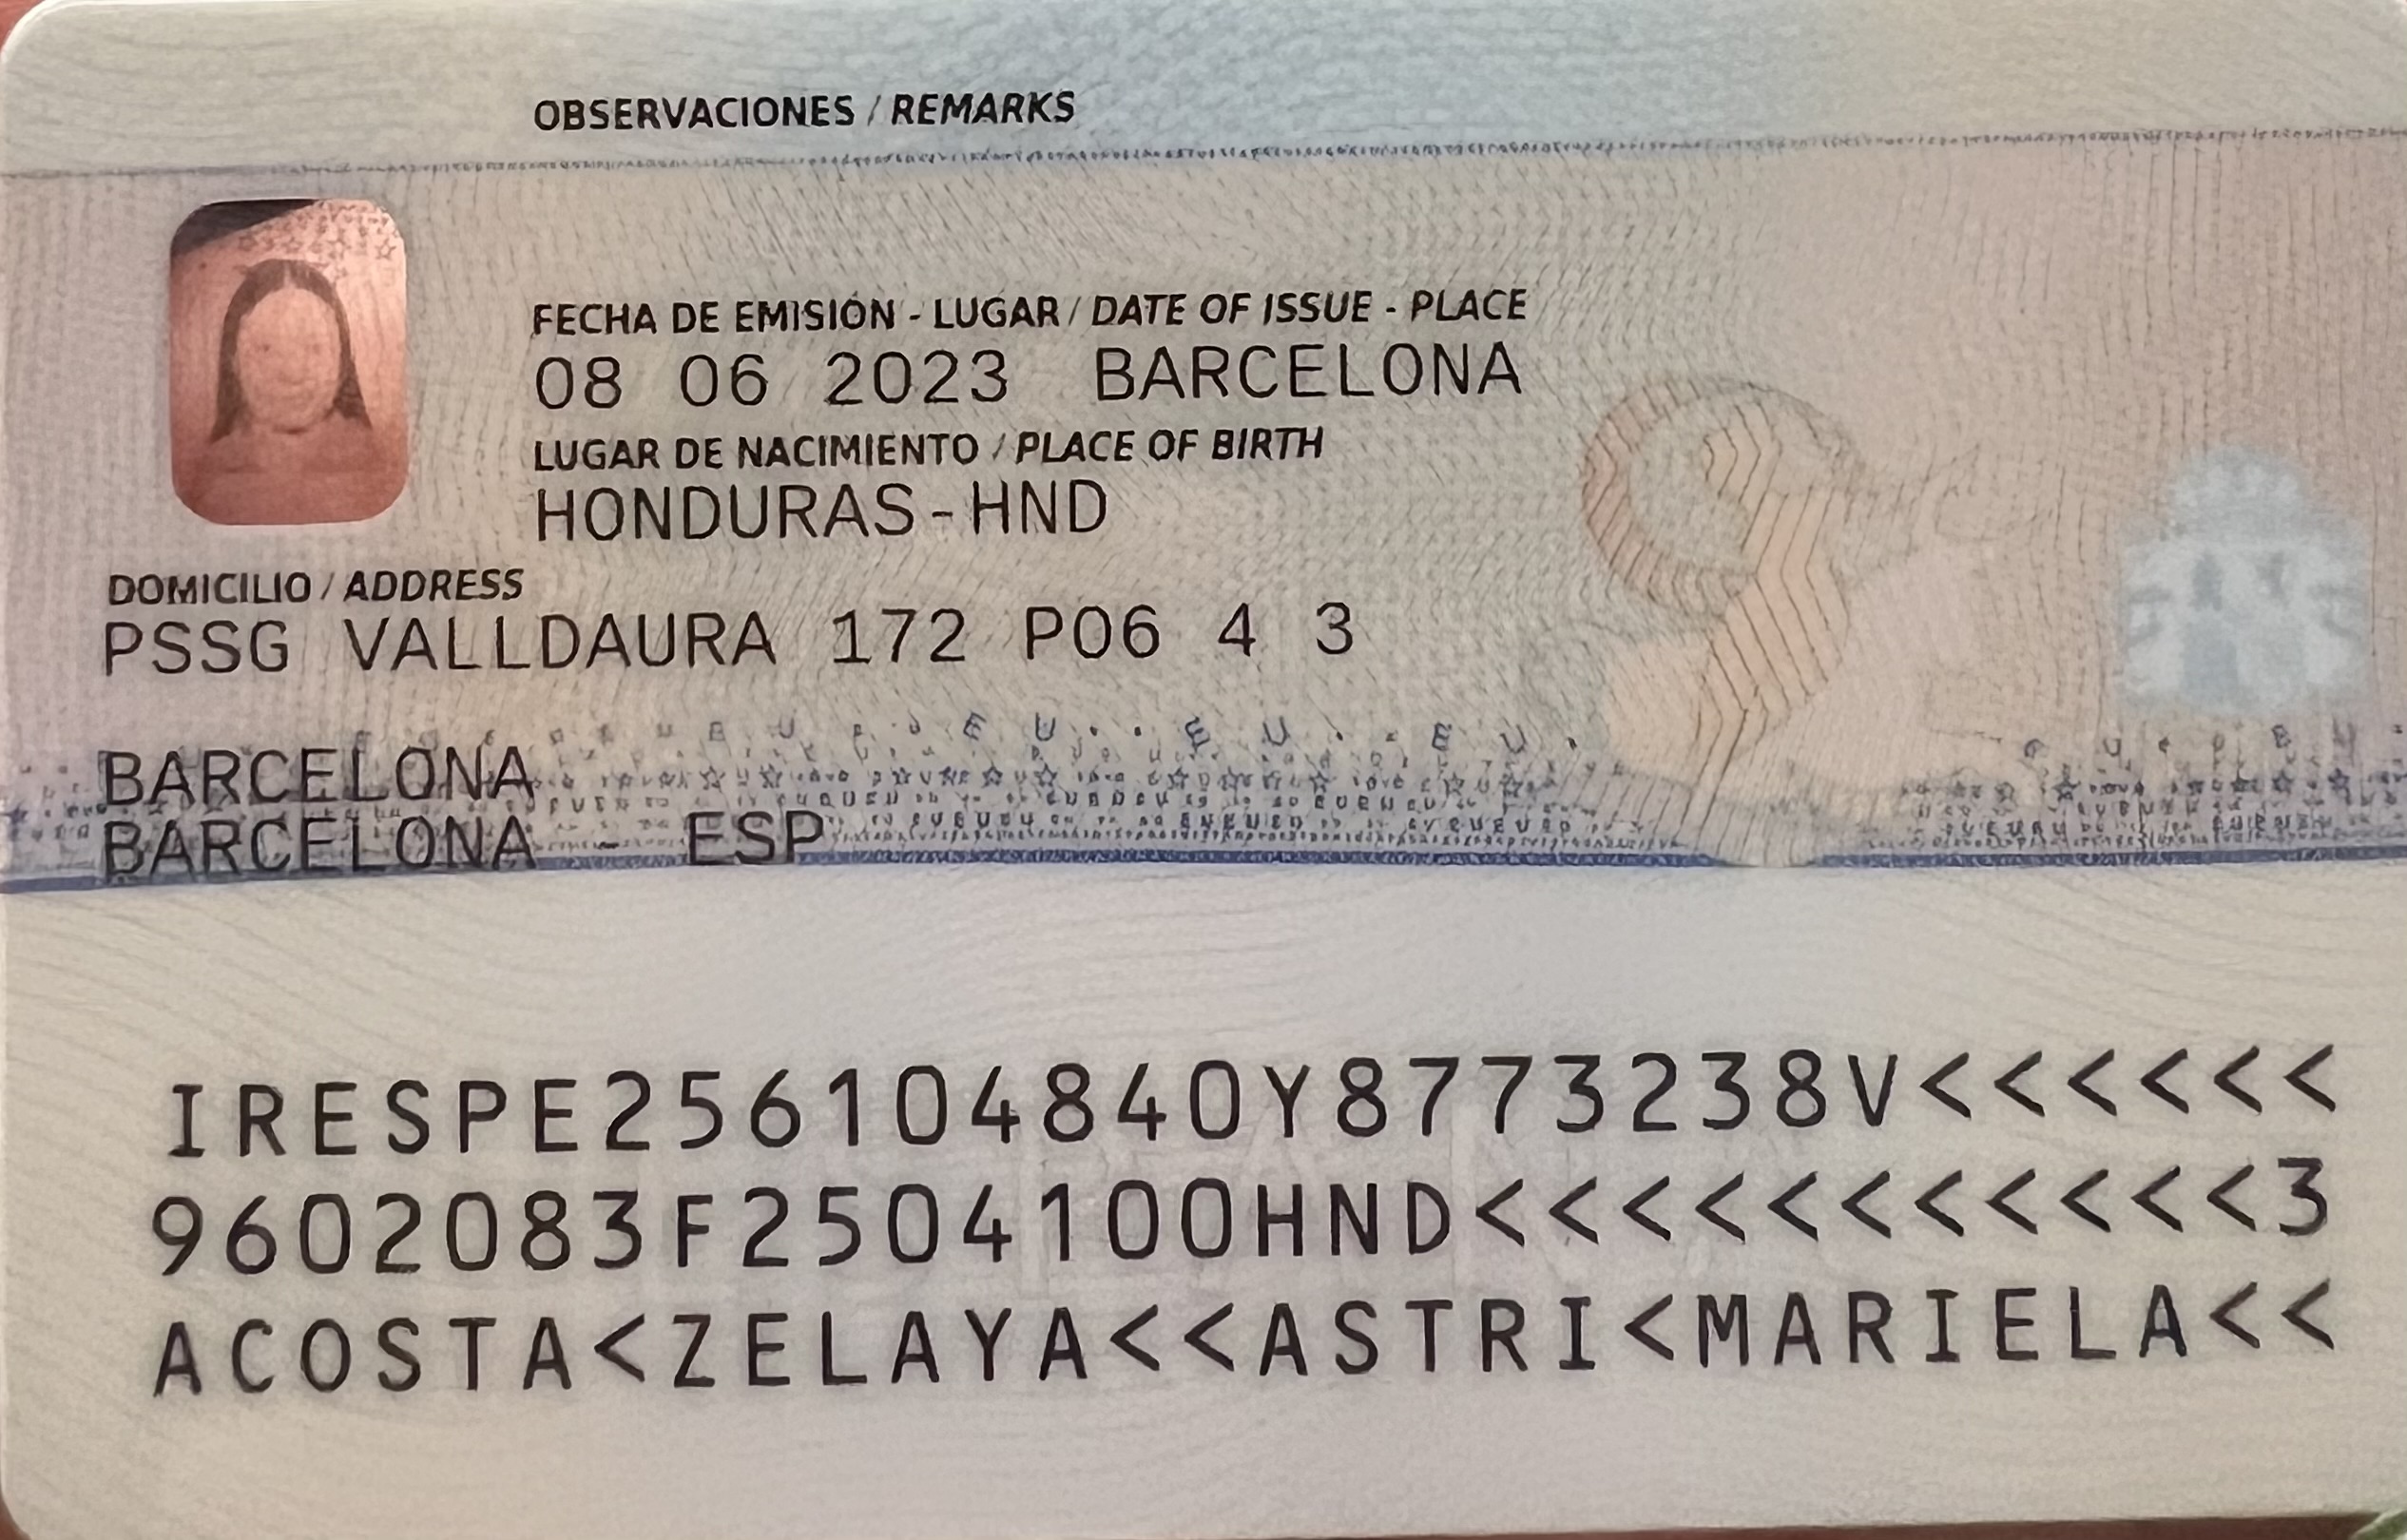 OBSERVACIONES / REMARKS
FECHA DE EMISIÓN - LUGAR / DATE OF ISSUE - PLACE
08 06 2023 BARCELONA
LUGAR DE NACIMIENTO / PLACE OF BIRTH
HONDURAS-HND
DOMICILIO / ADDRESS
PSSG VALLDAURA 172 P06 4 3
BARCELONA
BARCELONA - ESP
IRESPE256104840Y8773238V<<<<<<
9602083F2504100HND<<<<<<<<<<<3
ACOSTA<ZELAYA<<ASTRI<MARIELA<<